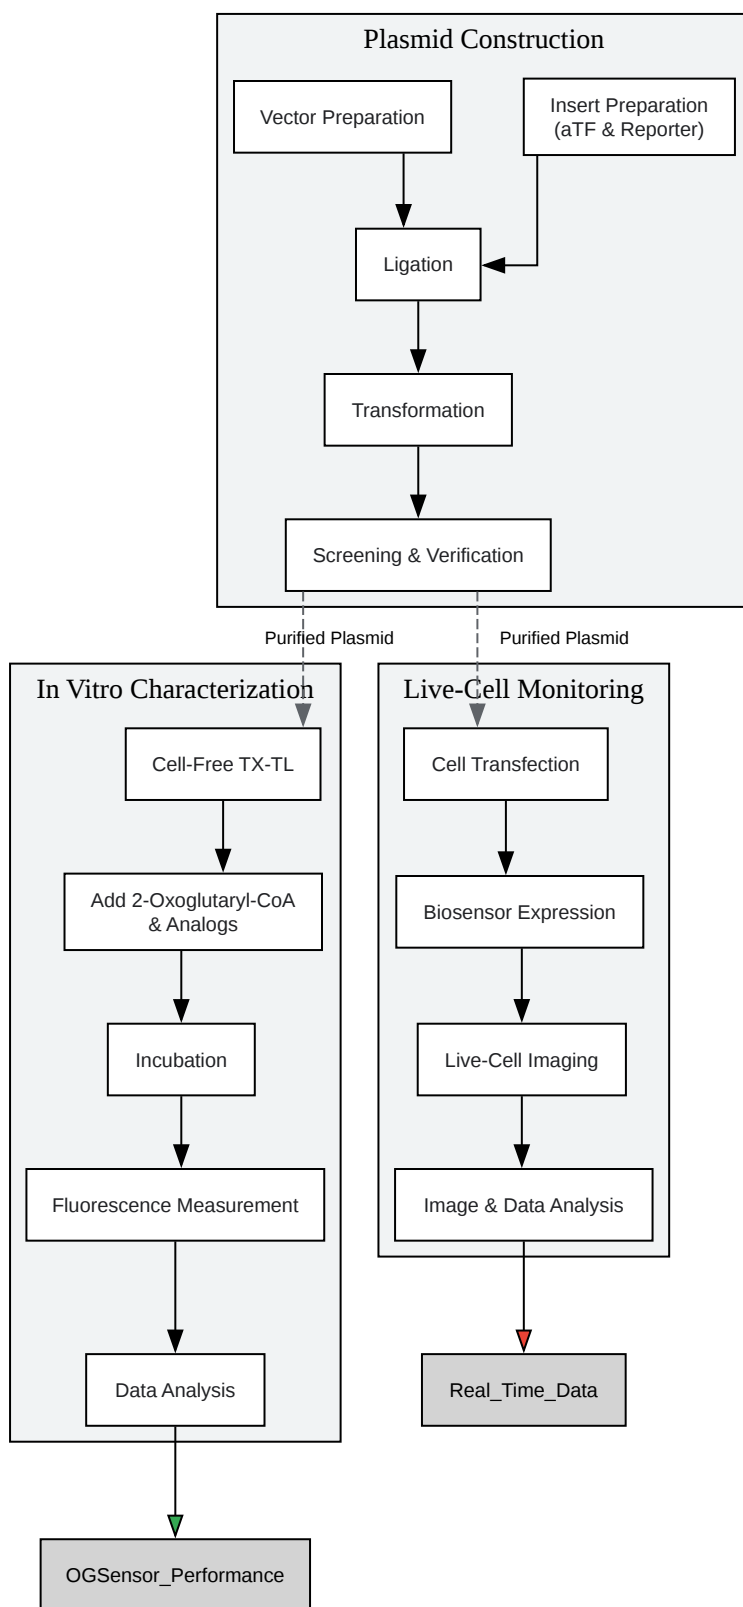 Plasmid Construction
Vector Preparation
Insert Preparation
(aTF & Reporter)
Ligation
Transformation
Screening & Verification
Purified Plasmid
Purified Plasmid
In Vitro Characterization
Cell-Free TX-TL
Add 2-Oxoglutaryl-CoA
& Analogs
Incubation
Fluorescence Measurement
Data Analysis
OGSensor_Performance
Live-Cell Monitoring
Cell Transfection
Biosensor Expression
Live-Cell Imaging
Image & Data Analysis
Real_Time_Data